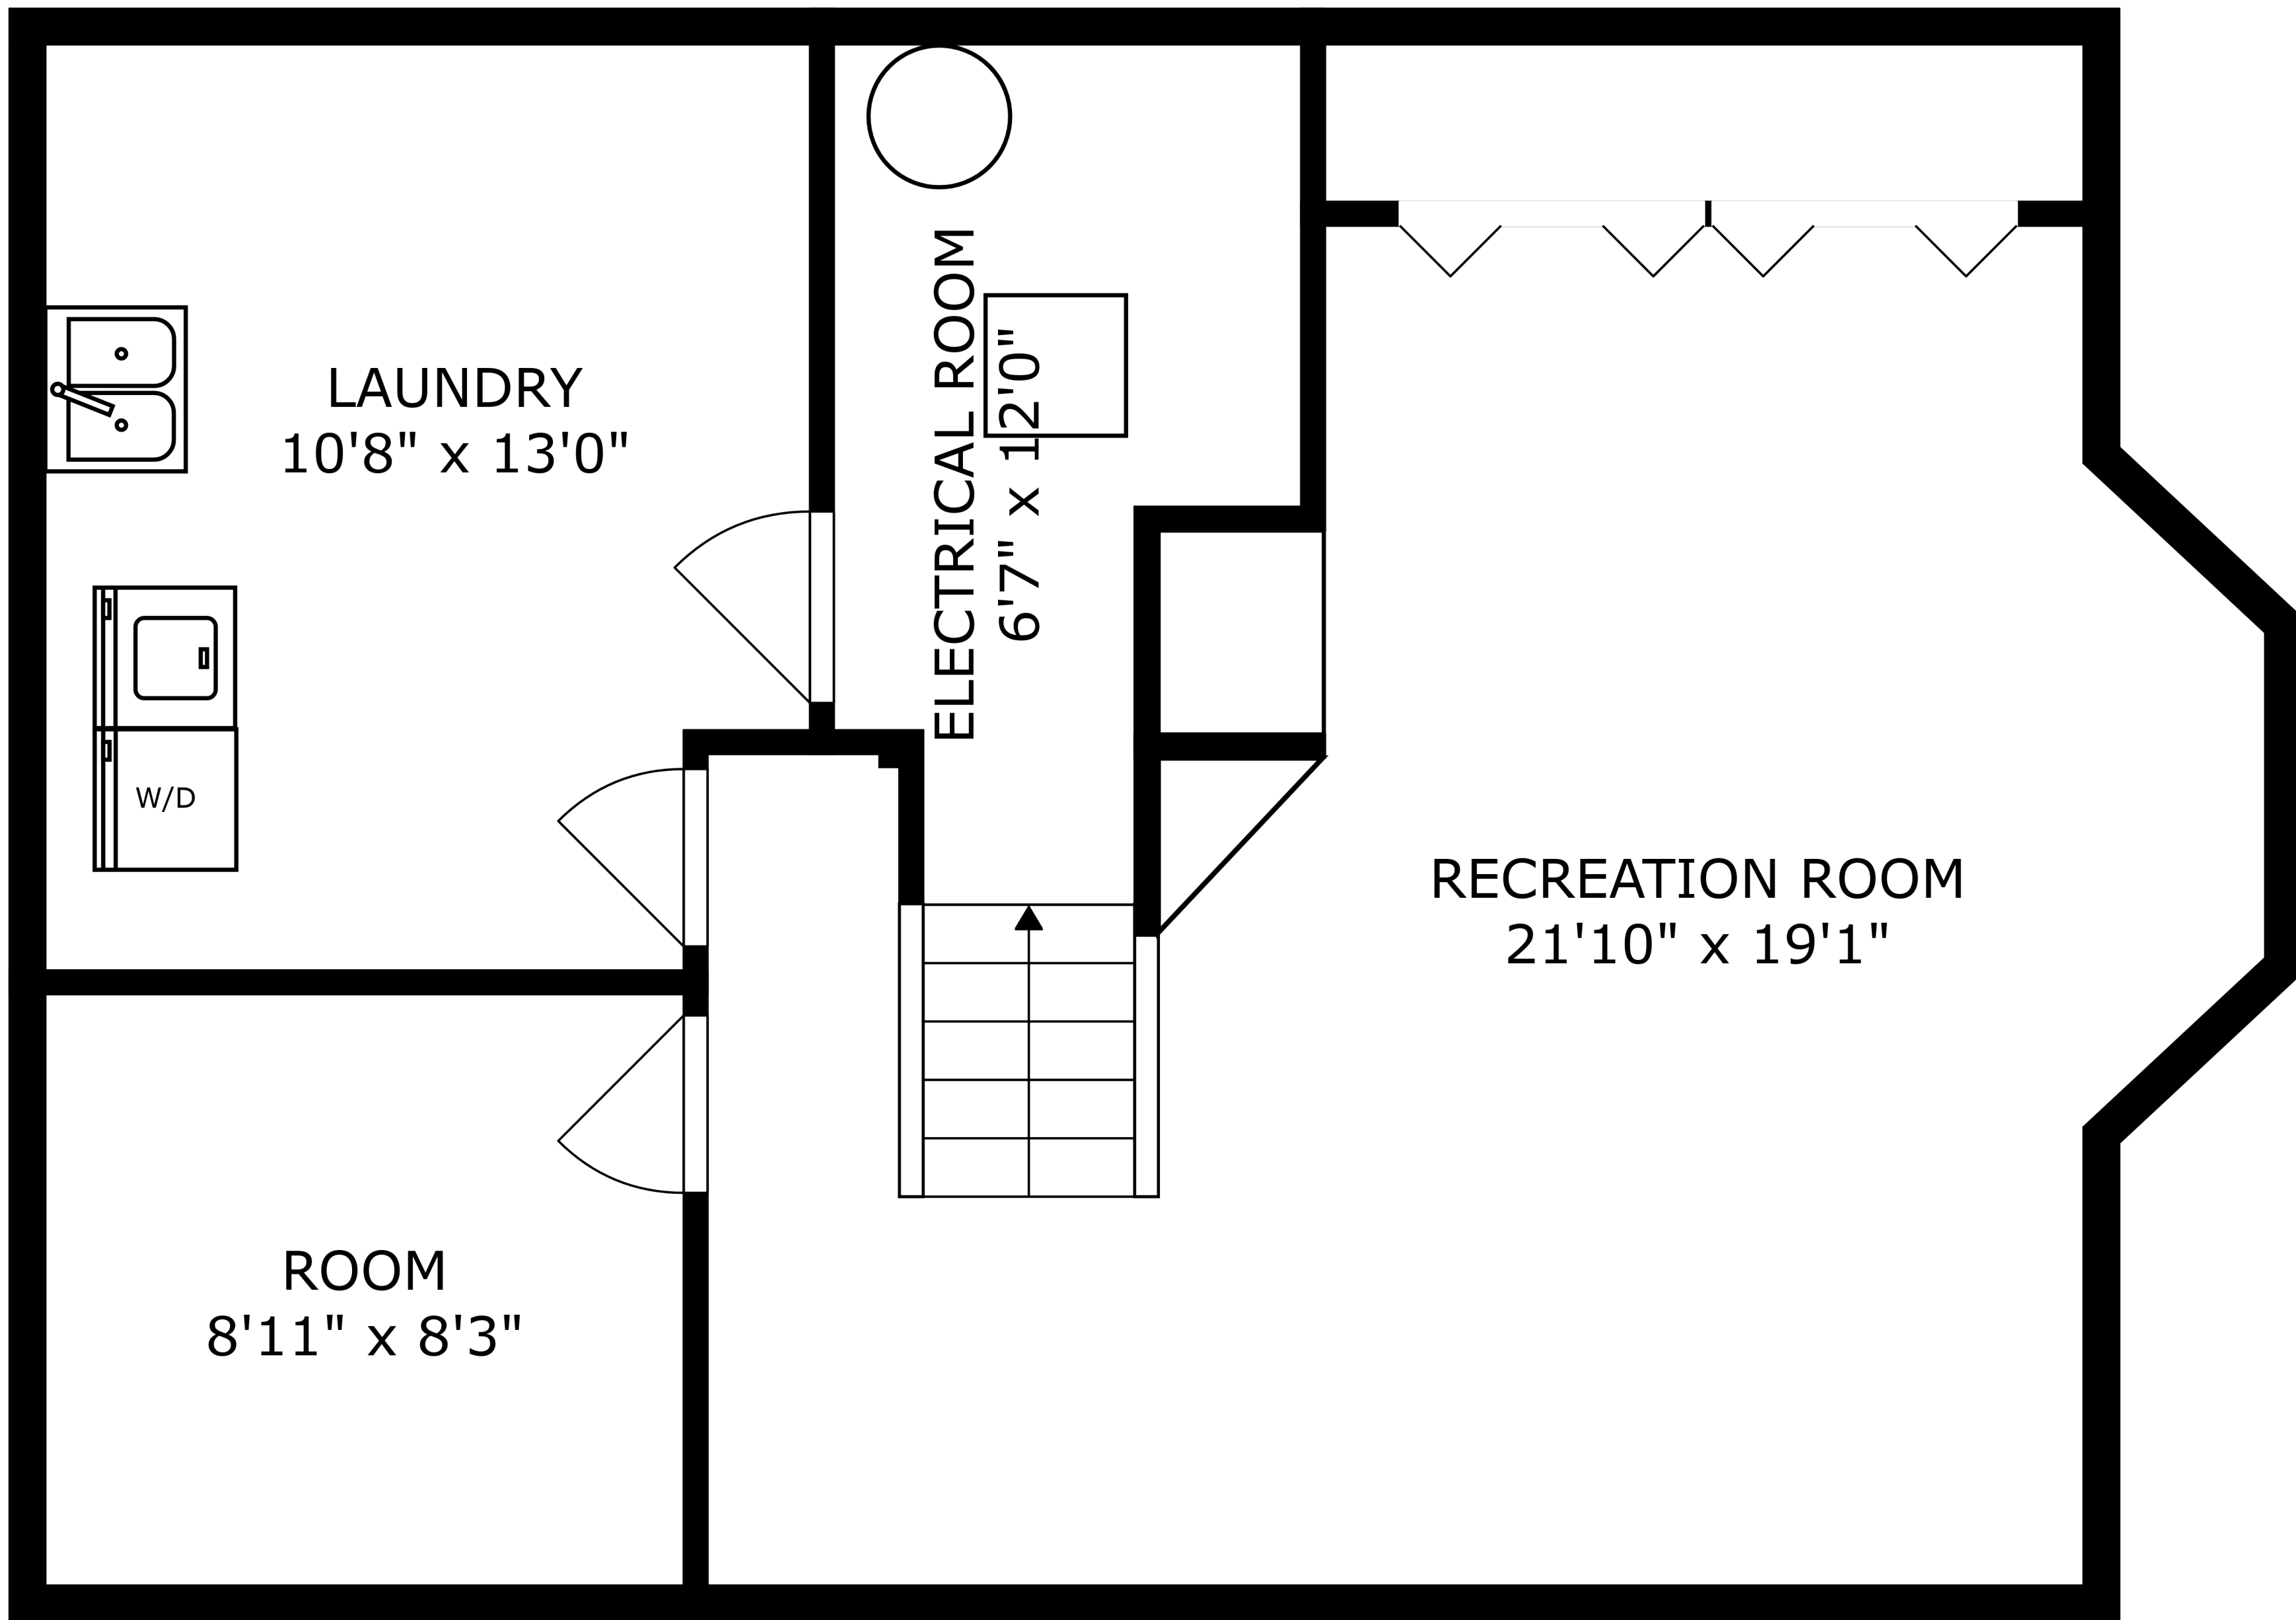 LAUNDRY
10'8" x 13'0"
ELECTRICAL ROOM
6'7" x 12'0"
W/D
RECREATION ROOM
21'10" x 19'1"
ROOM
8'11" x 8'3"